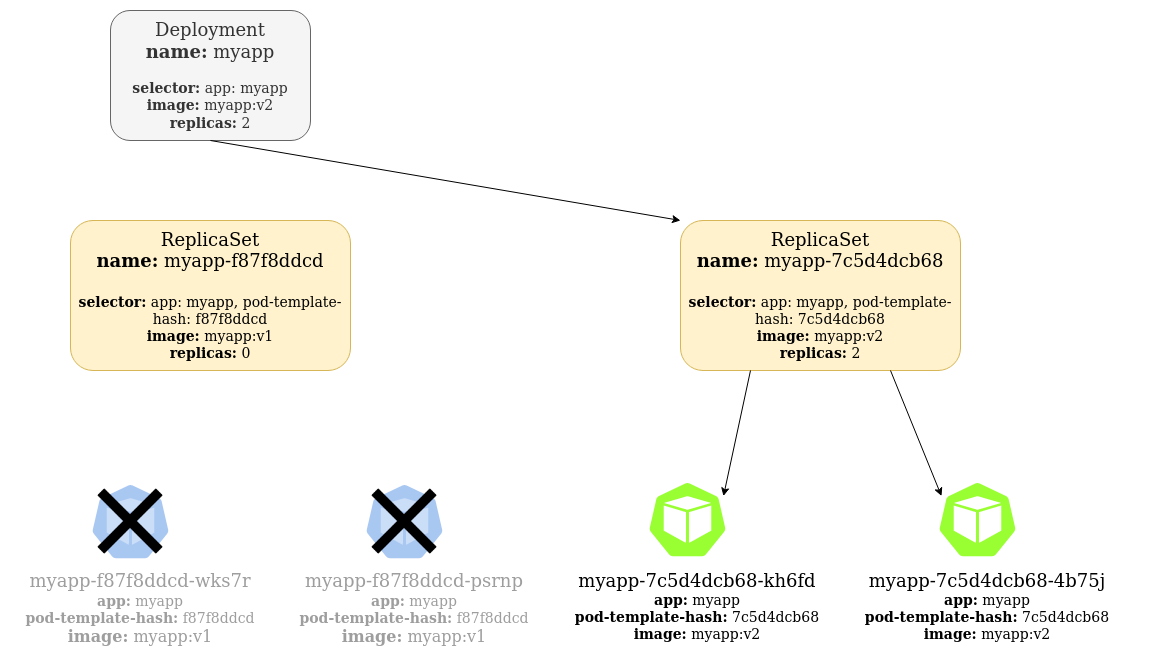 Deployment
name: myapp
selector: app: myapp
image: myapp:v2
replicas: 2
ReplicaSet
name: myapp-f87f8ddcd
selector: app: myapp, pod-template-
hash: f87f8ddcd
image: myapp:v1
replicas: 0
ReplicaSet
name: myapp-7c5d4dcb68
selector: app: myapp, pod-template-
hash: 7c5d4dcb68
image: myapp:v2
replicas: 2
myapp-f87f8ddcd-wks7r
app: myapp
pod-template-hash: f87f8ddcd
image: myapp:v1
myapp-f87f8ddcd-psrnp
app: myapp
pod-template-hash: f87f8ddcd
image: myapp:v1
myapp-7c5d4dcb68-kh6fd
app: myapp
pod-template-hash: 7c5d4dcb68
image: myapp:v2
myapp-7c5d4dcb68-4b75j
app: myapp
pod-template-hash: 7c5d4dcb68
image: myapp:v2